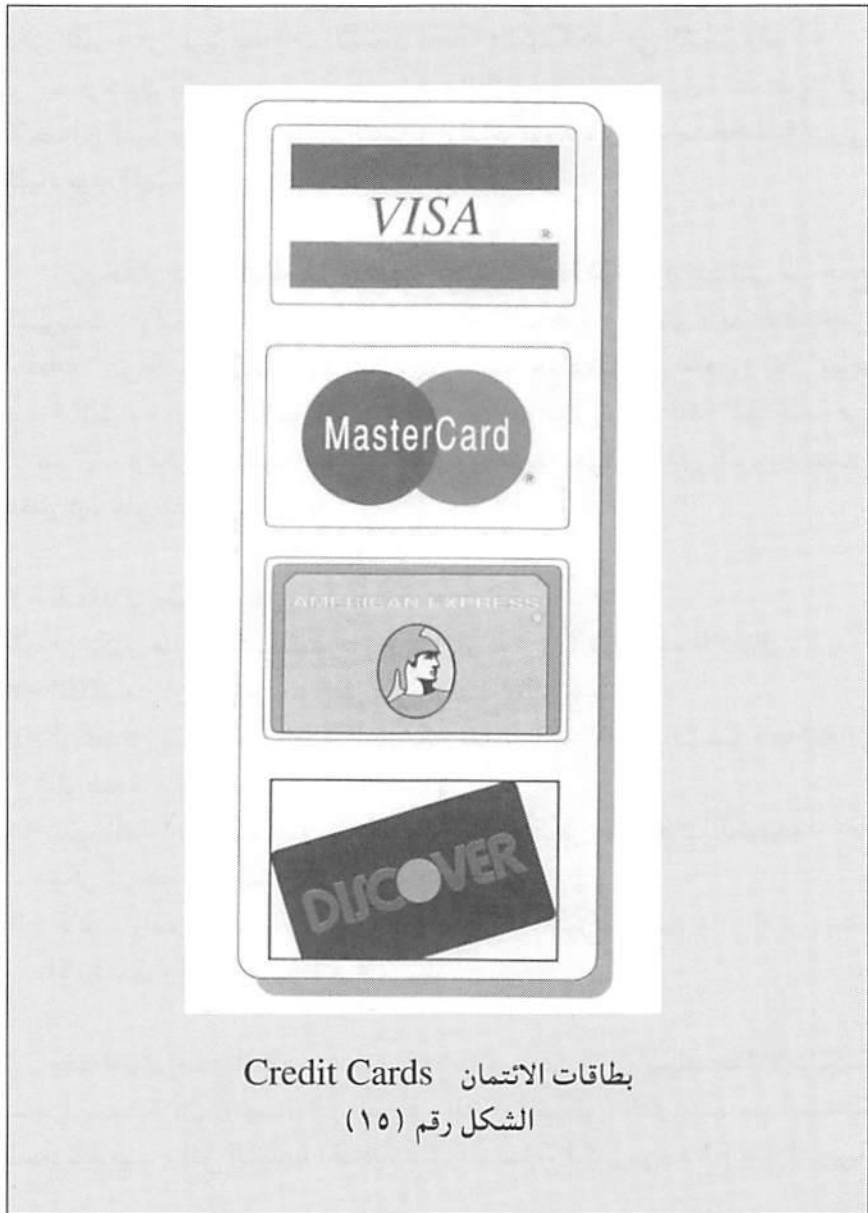 VISA ®
MasterCard ®
AMERICAN EXPRESS ®
DISCOVER
بطاقات الائتمان Credit Cards
الشكل رقم (١٥)